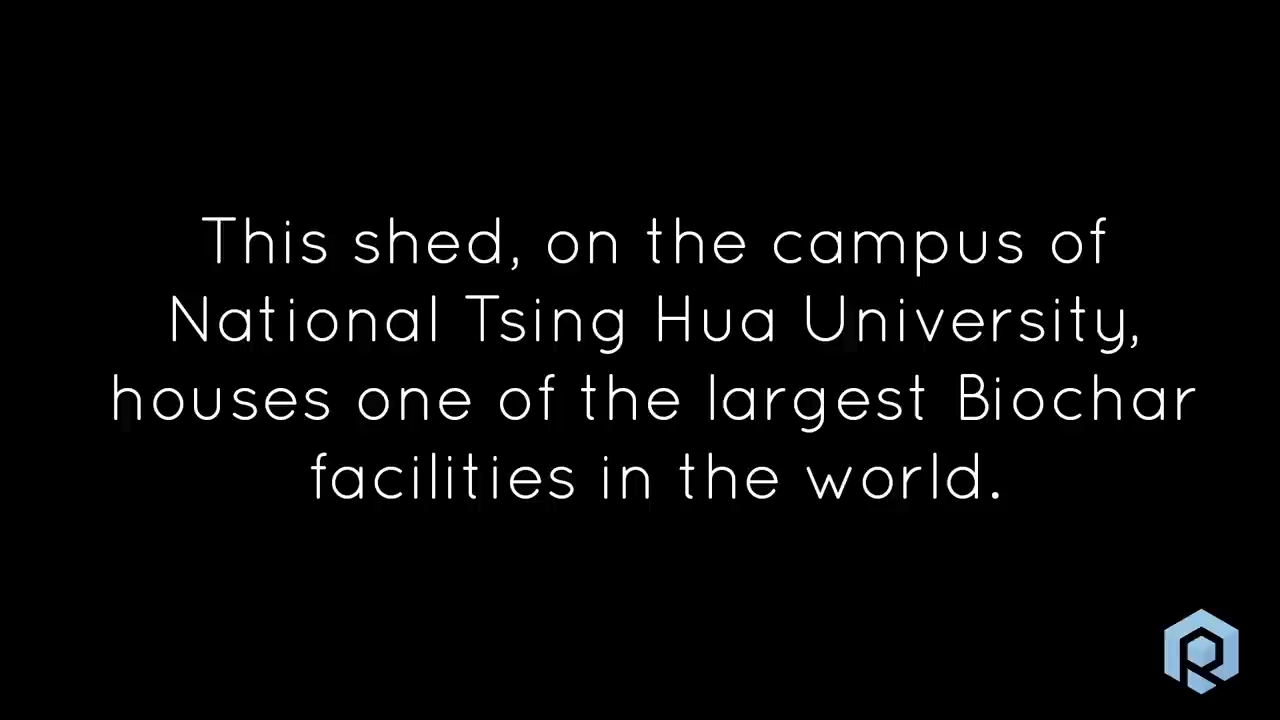 This shed, on the campus of
National Tsing Hua University,
houses one of the largest Biochar
facilities in the world.